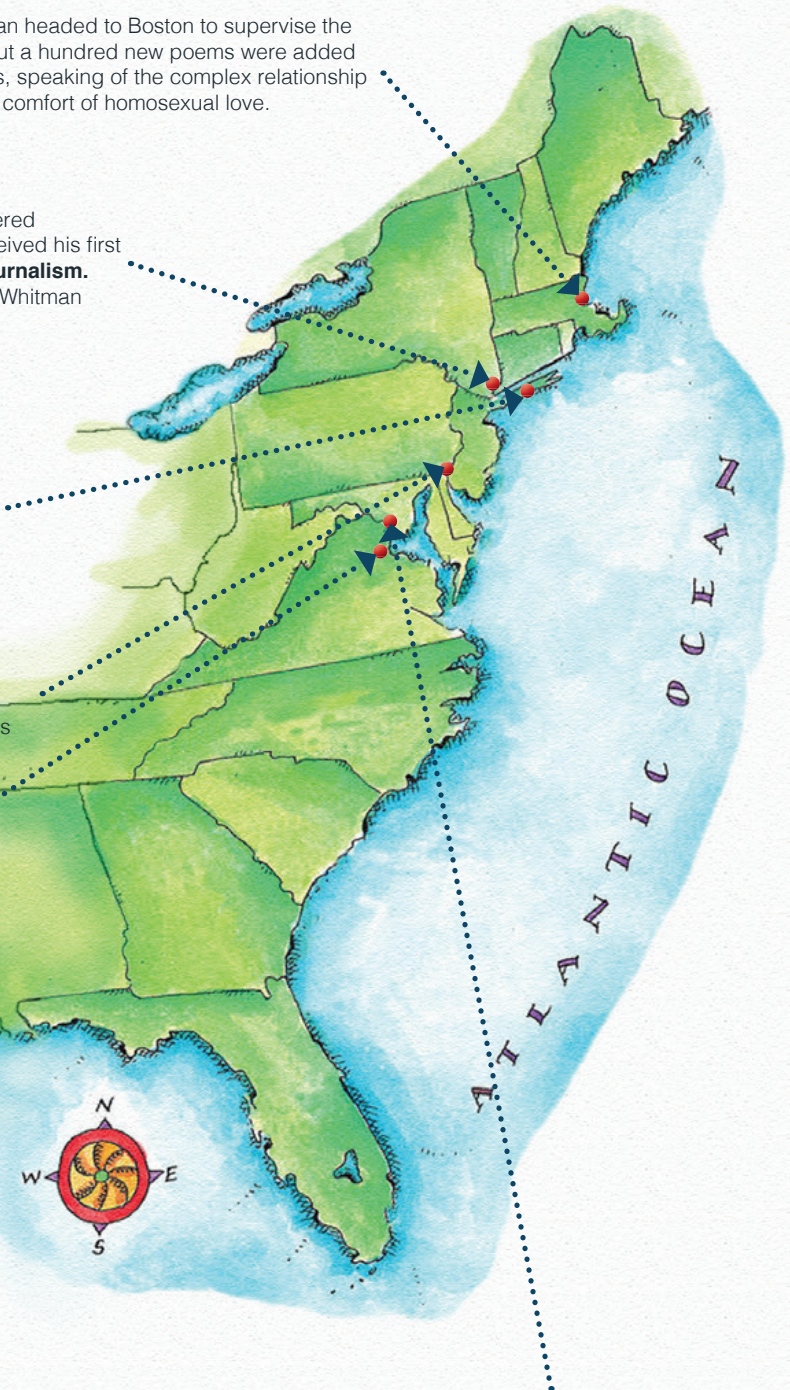 an headed to Boston to supervise the
ut a hundred new poems were added
s, speaking of the complex relationship
comfort of homosexual love.
ered
eived his first
urnalism.
Whitman
s
ATLANTIC OCEAN
N
W E
S